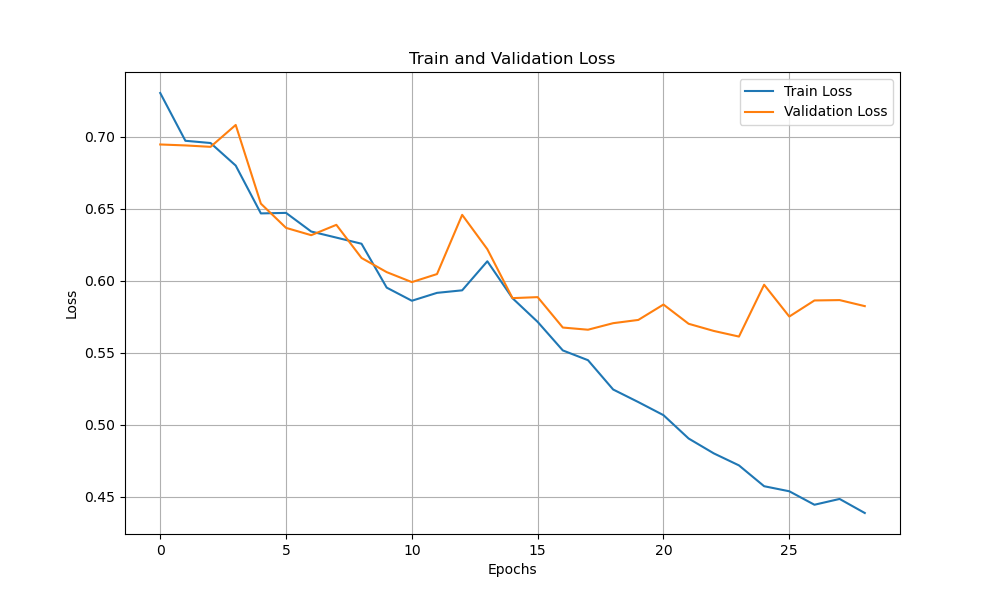 Train and Validation Loss
Train Loss
Validation Loss
0.70
0.65
0.60
0.55
0.50
0.45
Loss
0 5 10 15 20 25
Epochs